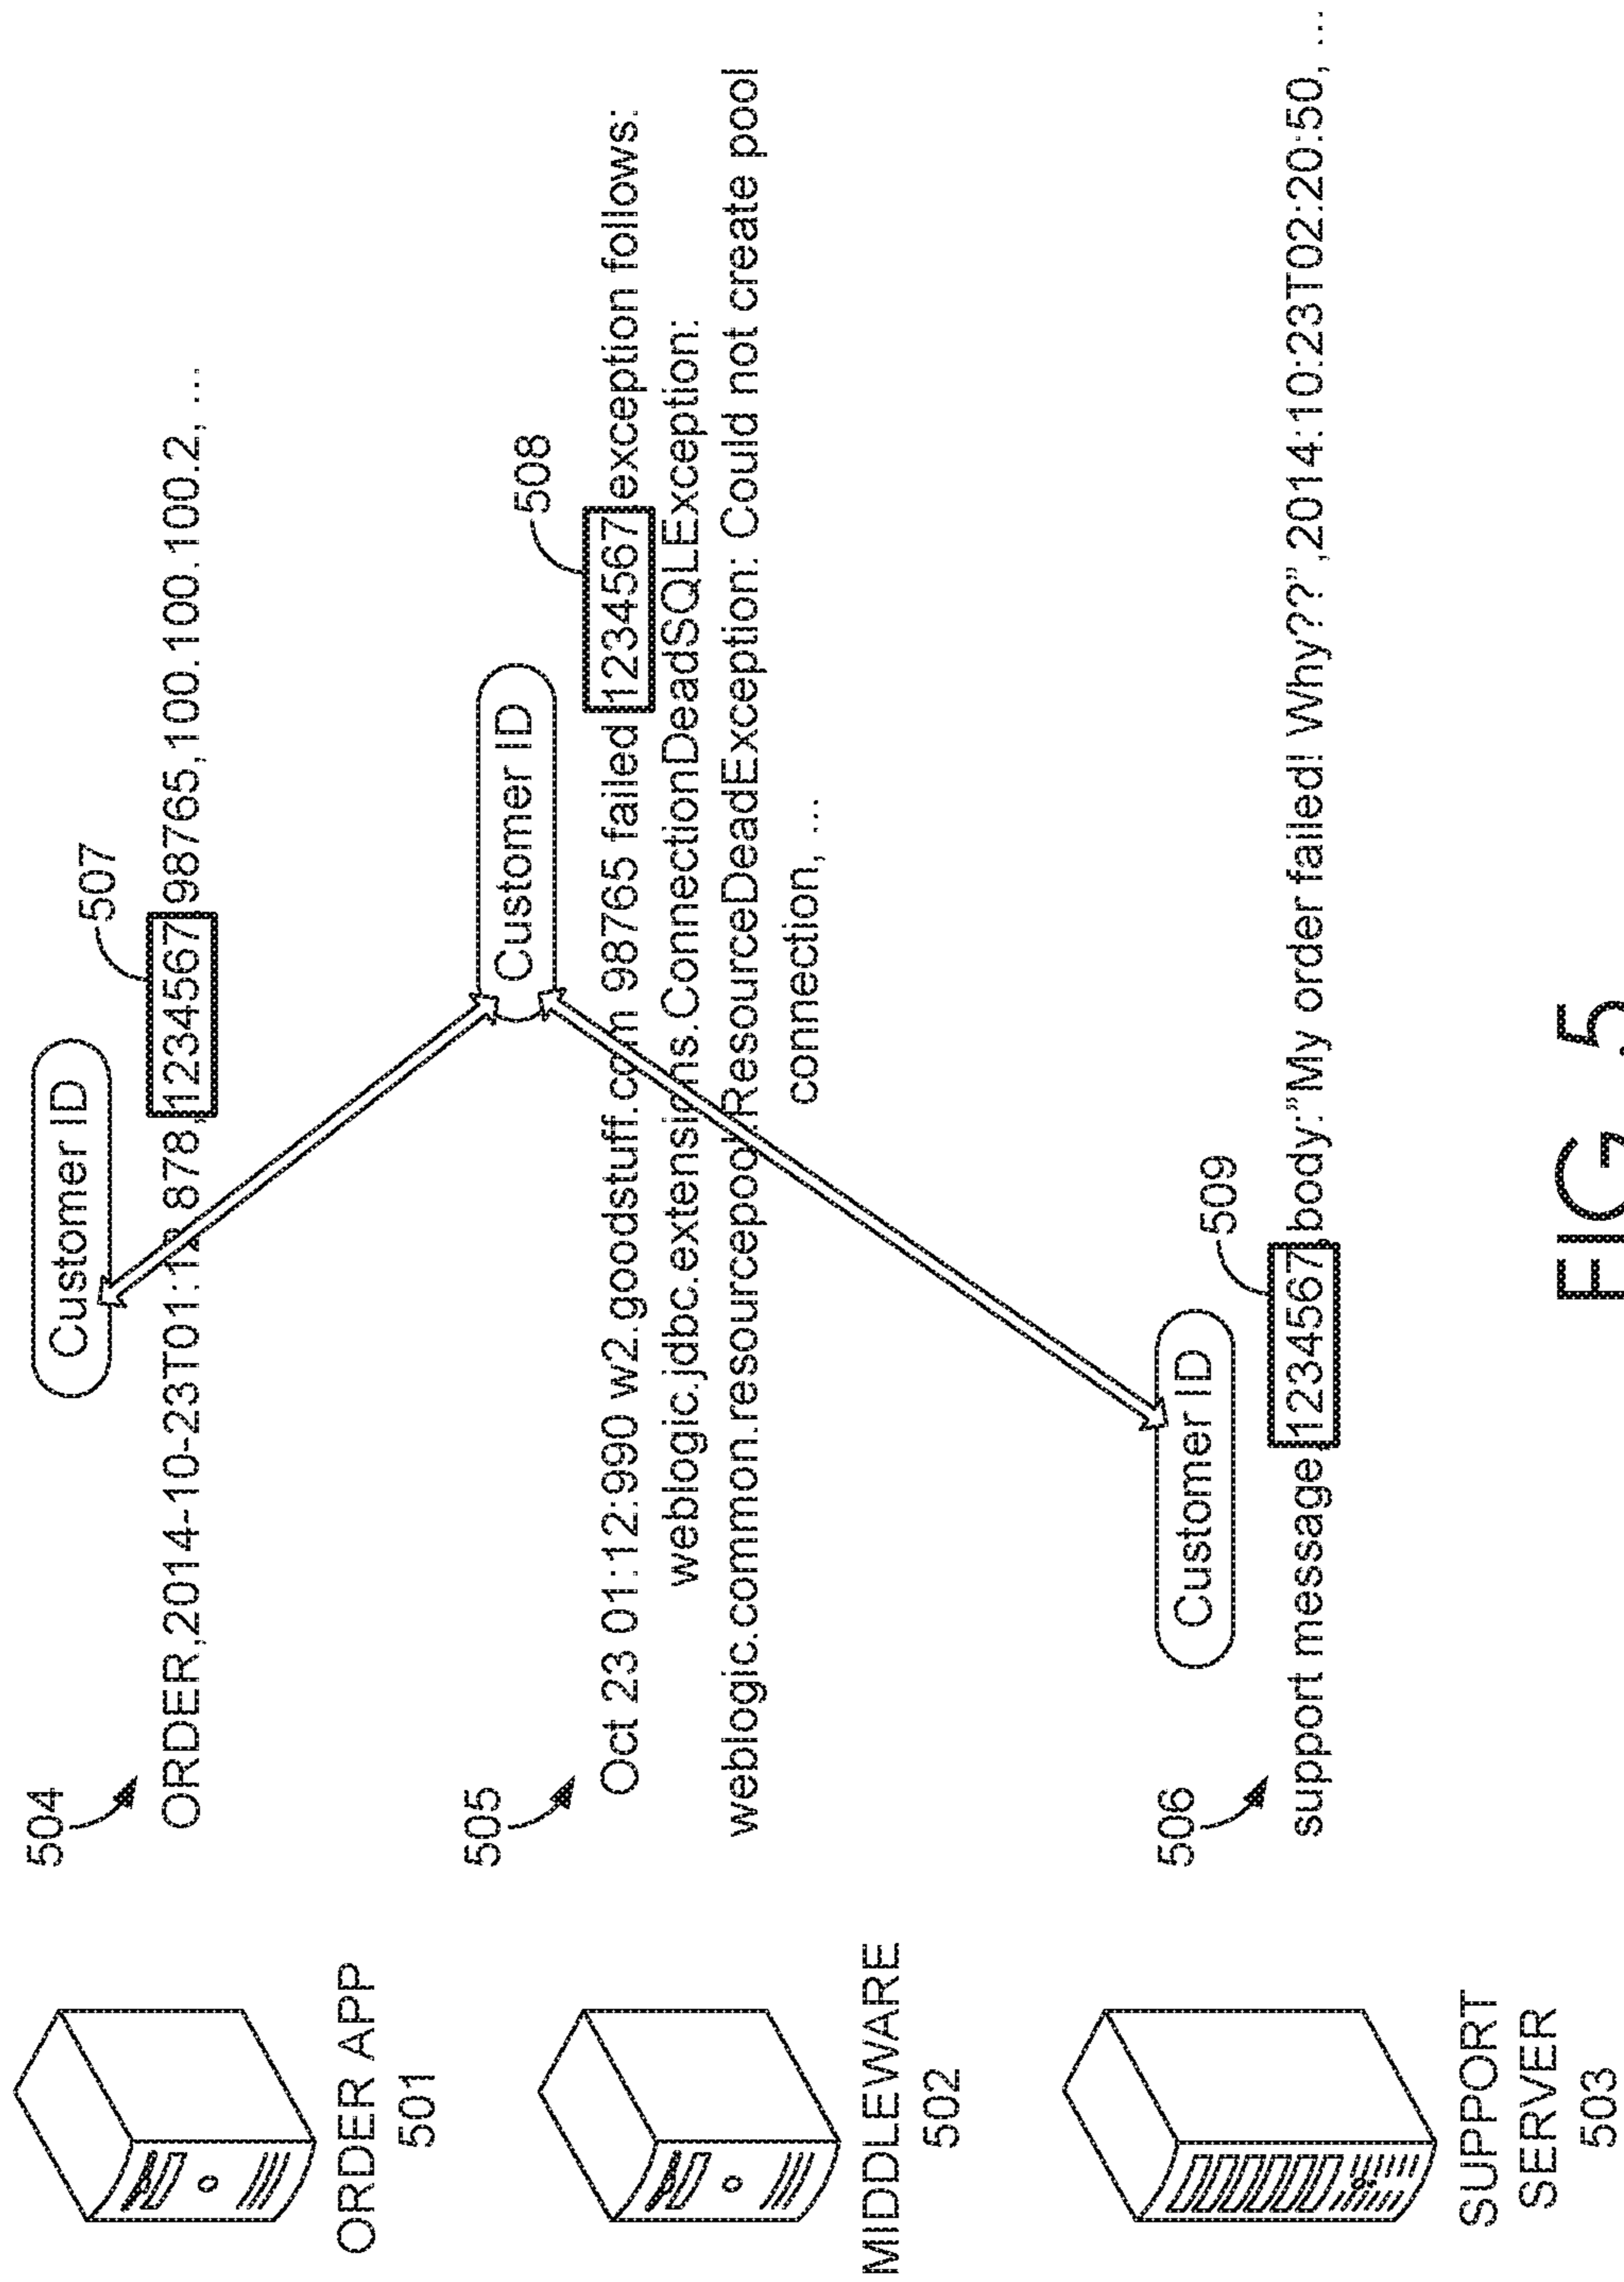 504
Customer ID
507
ORDER,2014-10-23T01:12 878,1234567,98765,100.100.100.2, ...
ORDER APP
501
505
Customer ID
508
Oct 23 01:12:990 w2.goodstuff.com 98765 failed 1234567 exception follows:
weblogic.jdbc.extensions.ConnectionDeadSQLException:
weblogic.common.resourcepool.ResourceDeadException: Could not create pool
connection, ...
MIDDLEWARE
502
506
Customer ID
509
support message,1234567,body:"My order failed! Why??",2014:10:23T02:20:50, ...
SUPPORT
SERVER
503
FIG. 5